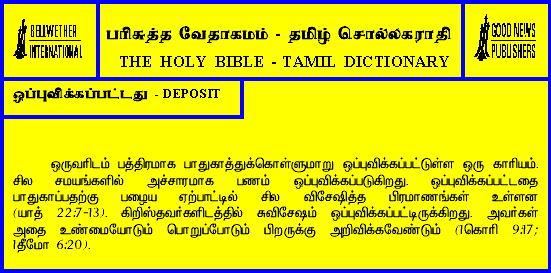 BELLWETHER
INTERNATIONAL
பரிசுத்த வேதாகமம் - தமிழ் சொல்லகராதி
THE HOLY BIBLE - TAMIL DICTIONARY
GOOD NEWS
PUBLISHERS
ஒப்புவிக்கப்பட்டது - DEPOSIT
ஒருவரிடம் பத்திரமாக பாதுகாத்துக்கொள்ளுமாறு ஒப்புவிக்கப்பட்டுள்ள ஒரு காரியம்.
சில சமயங்களில் அச்சாரமாக பணம் ஒப்புவிக்கப்படுகிறது. ஒப்புவிக்கப்பட்டதை
பாதுகாப்பதற்கு பழைய ஏற்பாட்டில் சில விசேஷித்த பிரமாணங்கள் உள்ளன
(யாத் 22:7-13). கிறிஸ்தவர்களிடத்தில் சுவிசேஷம் ஒப்புவிக்கப்பட்டிருக்கிறது. அவர்கள்
அதை உண்மையோடும் பொறுப்போடும் பிறருக்கு அறிவிக்கவேண்டும் (1கொரி 9:17;
1தீமோ 6:20).